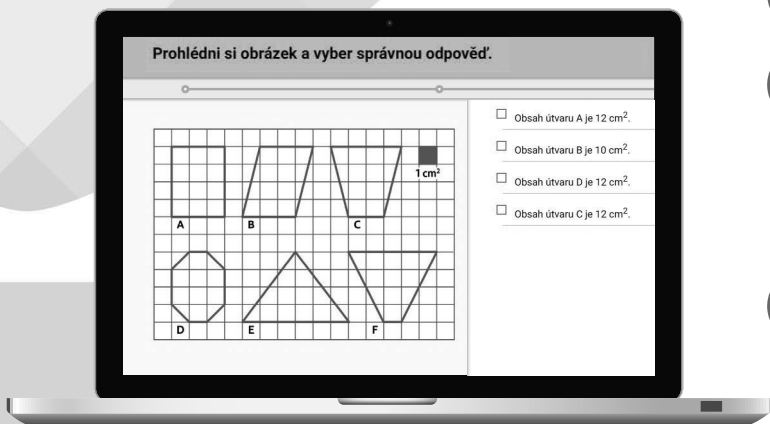 Prohlédni si obrázek a vyber správnou odpověď.
1 cm²
A
B
C
D
E
F
Obsah útvaru A je 12 cm².
Obsah útvaru B je 10 cm².
Obsah útvaru D je 12 cm².
Obsah útvaru C je 12 cm².